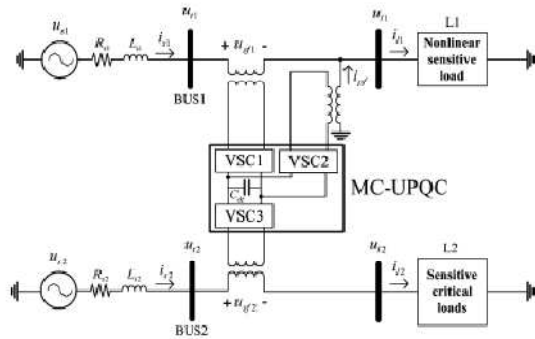 u_s1
R_s1
L_s1
i_s1
u_t1
BUS1
+ u_sf1 -
u_l1
i_l1
L1
Nonlinear
sensitive
load
VSC1
VSC2
C_dc
VSC3
MC-UPQC
u_s2
R_s2
L_s2
i_s2
u_t2
BUS2
+ u_sf2 -
i_l2
L2
Sensitive
critical
loads